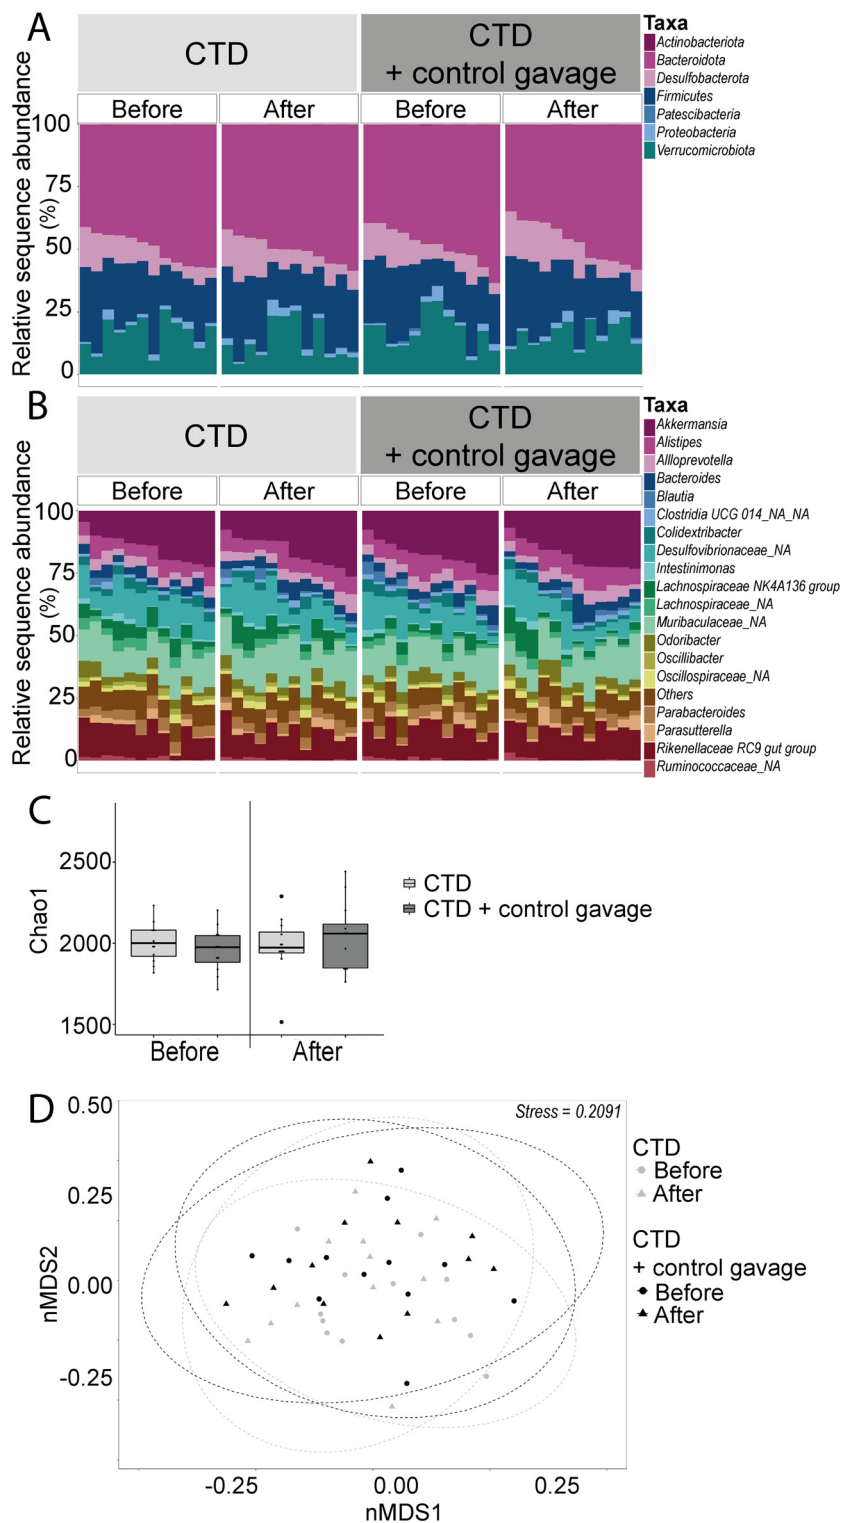 A
CTD
CTD
+ control gavage
Before
After
Before
After
Relative sequence abundance
(%)
100
75
50
25
0
Taxa
Actinobacteriota
Bacteroidota
Desulfobacterota
Firmicutes
Patescibacteria
Proteobacteria
Verrucomicrobiota
B
CTD
CTD
+ control gavage
Before
After
Before
After
Relative sequence abundance
(%)
100
75
50
25
0
Taxa
Akkermansia
Alistipes
Allloprevotella
Bacteroides
Blautia
Clostridia UCG 014_NA_NA
Colidextribacter
Desulfovibrionaceae_NA
Intestinimonas
Lachnospiraceae NK4A136 group
Lachnospiraceae_NA
Muribaculaceae_NA
Odoribacter
Oscillibacter
Oscillospiraceae_NA
Others
Parabacteroides
Parasutterella
Rikenellaceae RC9 gut group
Ruminococcaceae_NA
C
Chao1
2500
2000
1500
Before
After
CTD
CTD + control gavage
D
Stress = 0.2091
nMDS2
0.50
0.25
0.00
-0.25
-0.25
0.00
0.25
nMDS1
CTD
Before
After
CTD
+ control gavage
Before
After